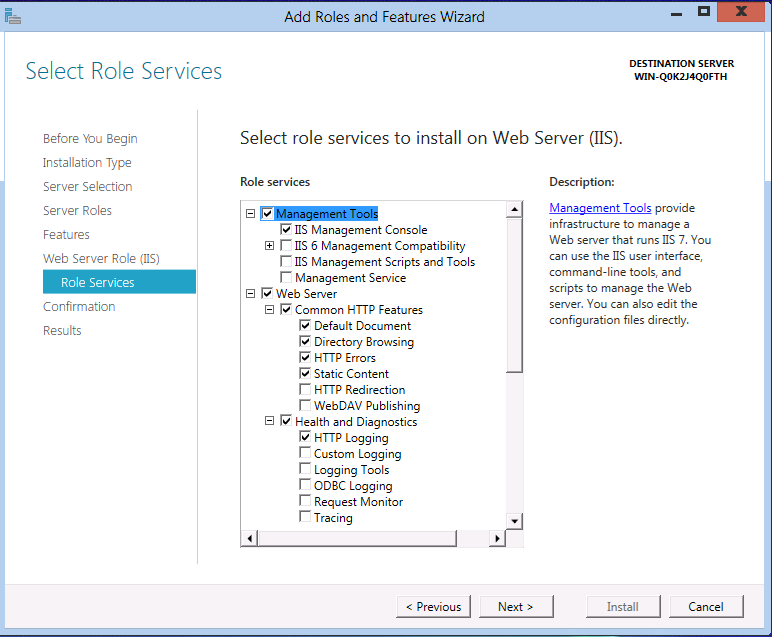 Add Roles and Features Wizard
Select Role Services
DESTINATION SERVER
WIN-Q0K2J4Q0FTH
Before You Begin
Installation Type
Server Selection
Server Roles
Features
Web Server Role (IIS)
Role Services
Confirmation
Results
Select role services to install on Web Server (IIS).
Role services
Management Tools
IIS Management Console
IIS 6 Management Compatibility
IIS Management Scripts and Tools
Management Service
Web Server
Common HTTP Features
Default Document
Directory Browsing
HTTP Errors
Static Content
HTTP Redirection
WebDAV Publishing
Health and Diagnostics
HTTP Logging
Custom Logging
Logging Tools
ODBC Logging
Request Monitor
Tracing
Description:
Management Tools provide
infrastructure to manage a
Web server that runs IIS 7. You
can use the IIS user interface,
command-line tools, and
scripts to manage the Web
server. You can also edit the
configuration files directly.
< Previous
Next >
Install
Cancel